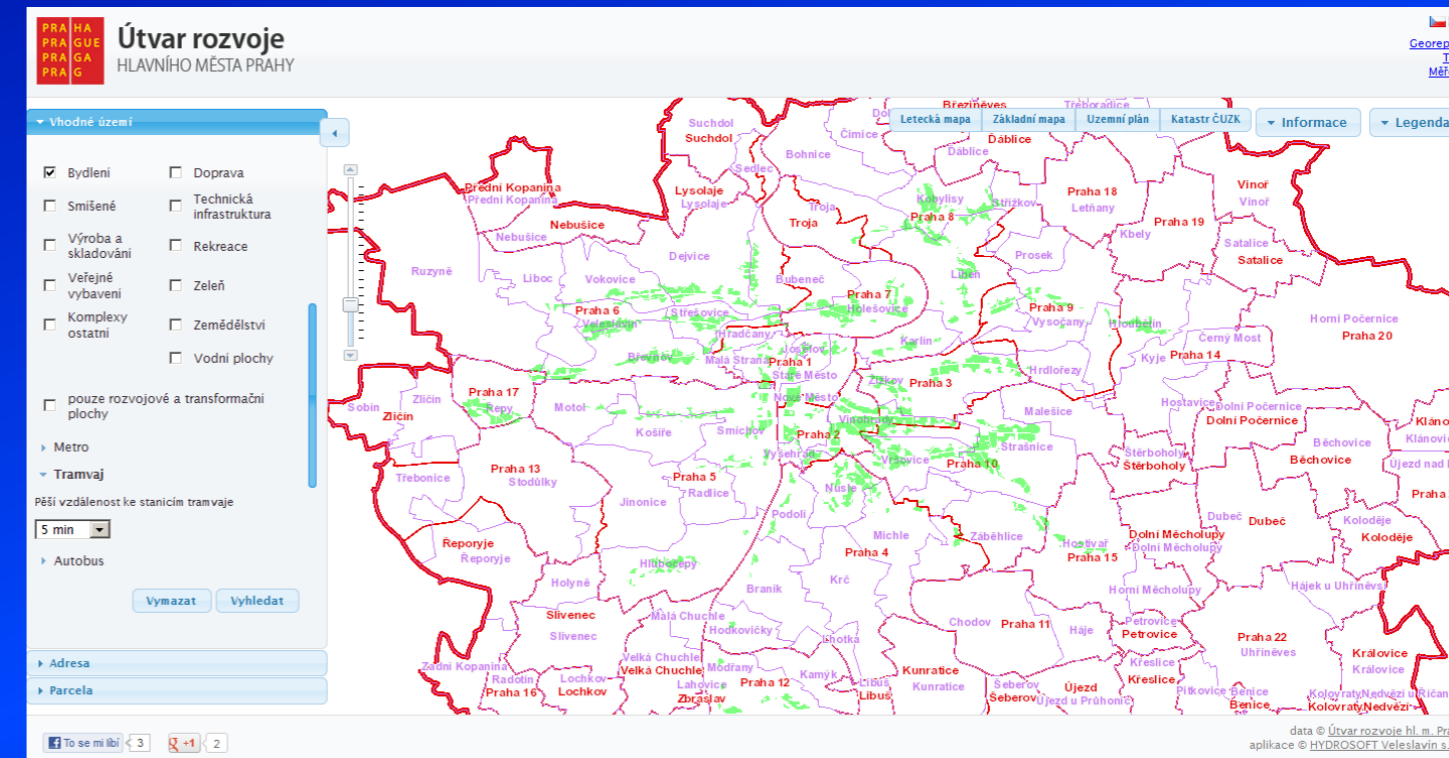 PRA HA
PRA GUE
PRA GA
PRA G
Útvar rozvoje
HLAVNÍHO MĚSTA PRAHY
Georep
Měř
Vhodné území
Bydlení
Doprava
Smíšené
Technická
infrastruktura
Výroba a
skladování
Rekreace
Veřejné
vybavení
Zeleň
Komplexy
ostatní
Zemědělství
Vodní plochy
pouze rozvojové a transformační
plochy
Metro
Tramvaj
Pěší vzdálenost ke stanicím tramvaje
5 min
Autobus
Vymazat Vyhledat
Adresa
Parcela
Letecká mapa Základní mapa Uzemní plán Katastr ČUZK Informace Legenda
Březiněves
Třeboradice
Suchdol
Suchdol
Čimice
Ďáblice
Ďáblice
Bohnice
Sedlec
Přední Kopanina
Přední Kopanina
Lysolaje
Lysolaje
Praha 18
Letňany
Vinoř
Vinoř
Kobylisy
Střížkov
Praha 8
Troja
Troja
Nebušice
Nebušice
Praha 19
Kbely
Satalice
Satalice
Dejvice
Prosek
Ruzyně
Liboc
Vokovice
Bubeneč
Libeň
Praha 7
Holešovice
Praha 6
Veleslavín
Střešovice
Praha 9
Vysočany
Hloubětín
Horní Počernice
Praha 20
Hradčany
Josefov
Karlín
Černý Most
Břevnov
Malá Strana
Praha 1
Staré Město
Kyje
Praha 14
Hrdlořezy
Žižkov
Praha 3
Praha 17
Řepy
Zličín
Zličín
Sobín
Motol
Nové Město
Malešice
Hostavice
Dolní Počernice
Dolní Počernice
Košíře
Smíchov
Vinohrady
Praha 2
Strašnice
Běchovice
Běchovice
Vyšehrad
Vršovice
Praha 10
Štěrboholy
Štěrboholy
Praha 13
Stodůlky
Třebonice
Praha 5
Radlice
Jinonice
Nusle
Podolí
Dubeč
Dubeč
Koloděje
Koloděje
Michle
Záběhlice
Dolní Měcholupy
Dolní Měcholupy
Řeporyje
Řeporyje
Praha 4
Hostivař
Praha 15
Hlubočepy
Krč
Holyně
Braník
Horní Měcholupy
Slivenec
Slivenec
Malá Chuchle
Hodkovičky
Lhotka
Chodov
Praha 11
Háje
Petrovice
Petrovice
Praha 22
Uhříněves
Královice
Královice
Velká Chuchle
Velká Chuchle
Zadní Kopanina
Radotín
Praha 16
Lochkov
Lochkov
Lahovice
Zbraslav
Modřany
Praha 12
Kamýk
Libuš
Libuš
Kunratice
Kunratice
Šeberov
Šeberov
Újezd
Újezd u Průhonic
Křeslice
Křeslice
Pitkovice
Benice
Benice
Kolovraty
Kolovraty
Nedvězí
To se mi líbí 3
+1 2
data © Útvar rozvoje hl. m. Pra
aplikace © HYDROSOFT Veleslavín s.